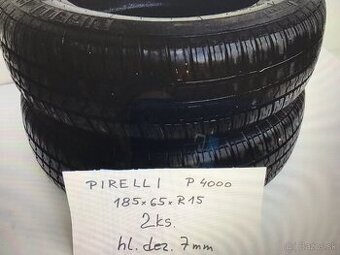 PIRELLI P4000
185x65xR15
2ks.
hl. dez. 7mm